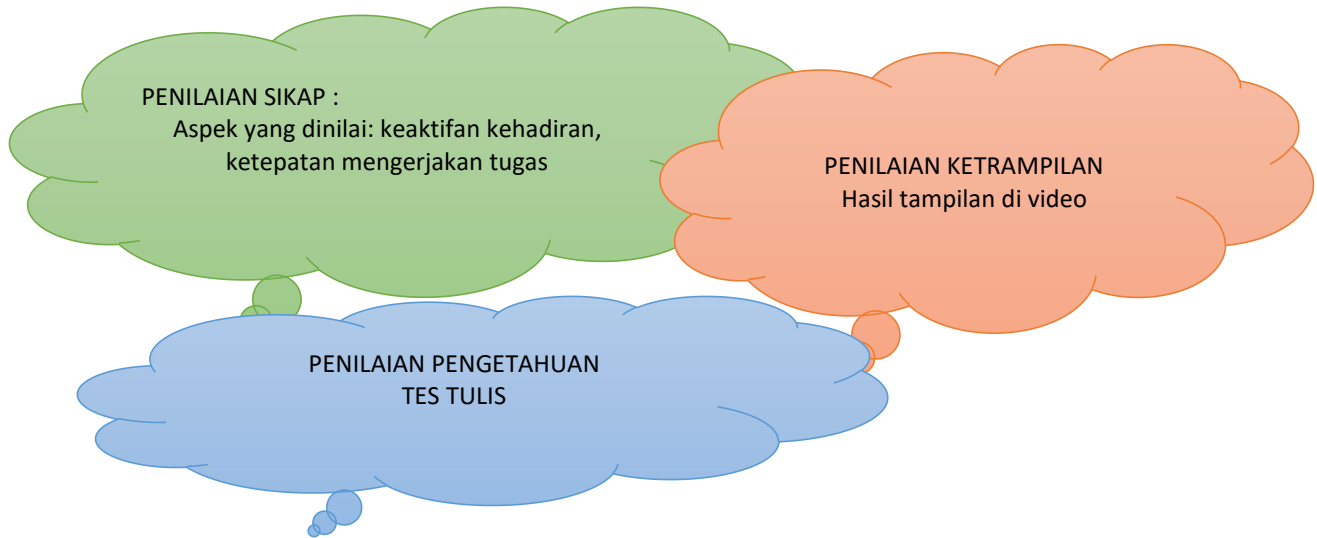 PENILAIAN SIKAP :
Aspek yang dinilai: keaktifan kehadiran,
ketepatan mengerjakan tugas
PENILAIAN KETRAMPILAN
Hasil tampilan di video
PENILAIAN PENGETAHUAN
TES TULIS